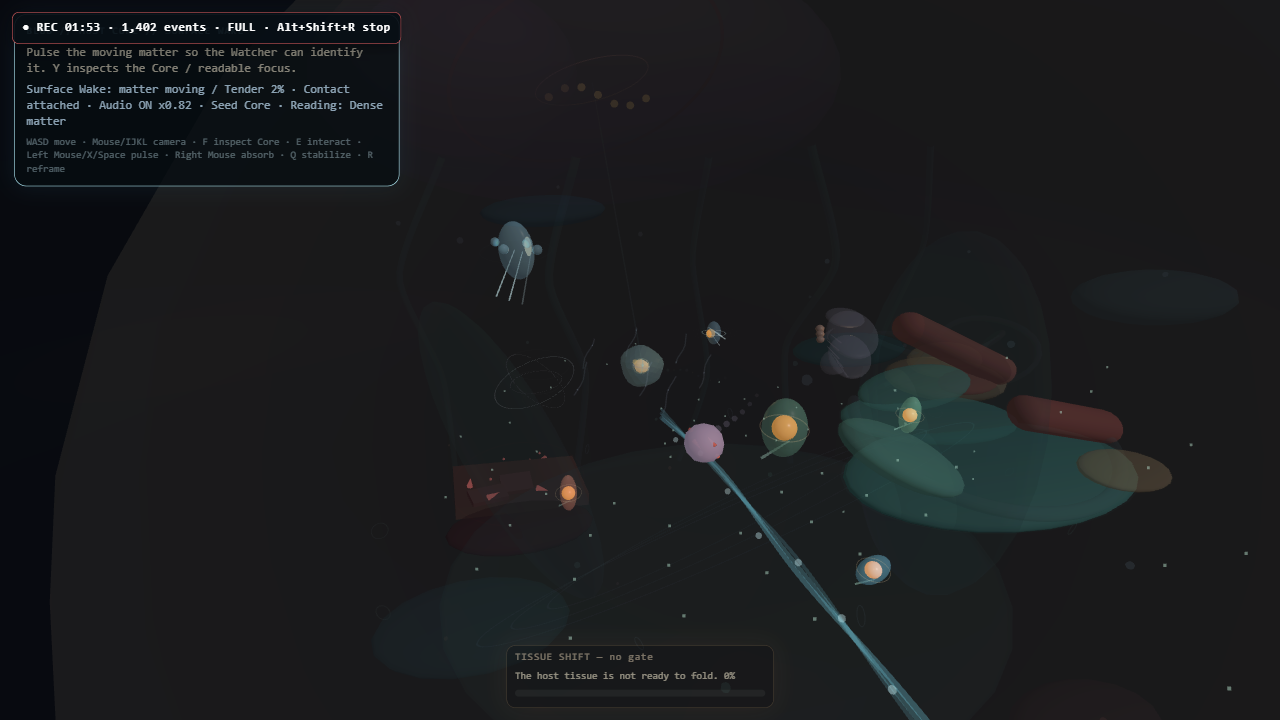 ● REC 01:53 · 1,402 events · FULL · Alt+Shift+R stop
Pulse the moving matter so the Watcher can identify
it. Y inspects the Core / readable focus.
Surface Wake: matter moving / Tender 2% · Contact
attached · Audio ON x0.82 · Seed Core · Reading: Dense
matter
WASD move · Mouse/IJKL camera · F inspect Core · E interact ·
Left Mouse/X/Space pulse · Right Mouse absorb · Q stabilize · R
reframe
TISSUE SHIFT — no gate
The host tissue is not ready to fold. 0%